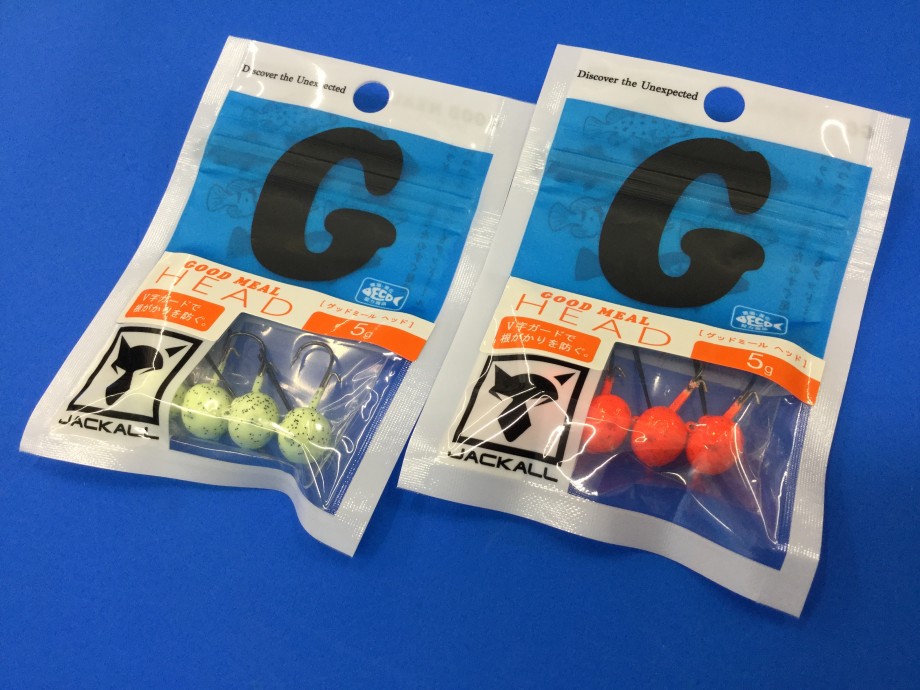 Discover the Unexpected
G
GOOD MEAL
HEAD
V字ガードで
根がかりを防ぐ。
[グッドミール ヘッド]
5g
JACKALL
Discover the Unexpected
G
GOOD MEAL
HEAD
V字ガードで
根がかりを防ぐ。
[グッドミール ヘッド]
5g
JACKALL